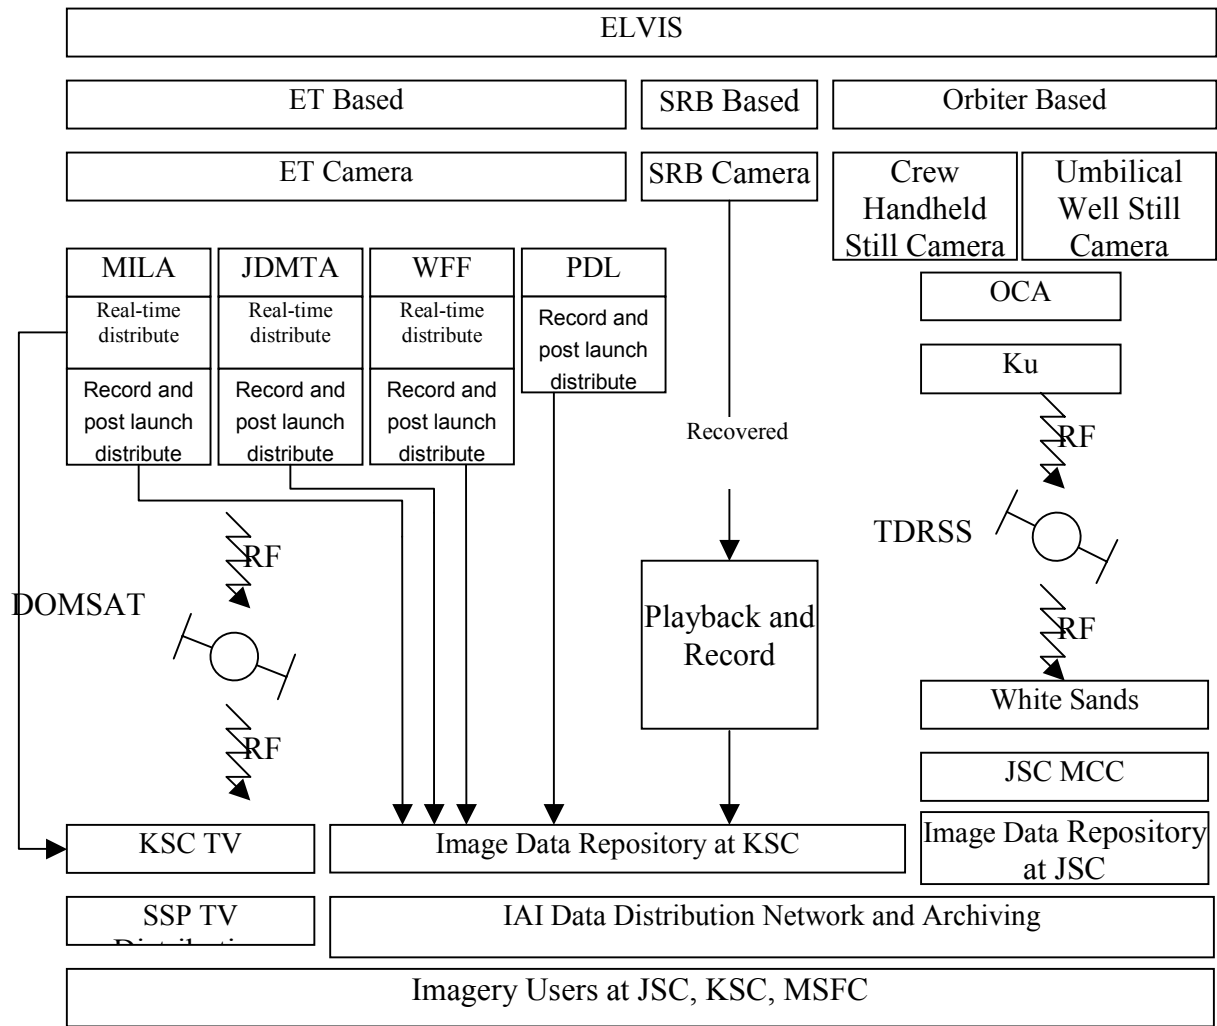 ELVIS
ET Based
SRB Based
Orbiter Based
ET Camera
SRB Camera
Crew
Handheld
Still Camera
Umbilical
Well Still
Camera
MILA
JDMTA
WFF
PDL
OCA
Real-time
distribute
Real-time
distribute
Real-time
distribute
Record and
post launch
distribute
Ku
Record and
post launch
distribute
Record and
post launch
distribute
Record and
post launch
distribute
Recovered
RF
TDRSS
RF
DOMSAT
RF
RF
Playback and
Record
White Sands
JSC MCC
KSC TV
Image Data Repository at KSC
Image Data Repository
at JSC
SSP TV
IAI Data Distribution Network and Archiving
Imagery Users at JSC, KSC, MSFC